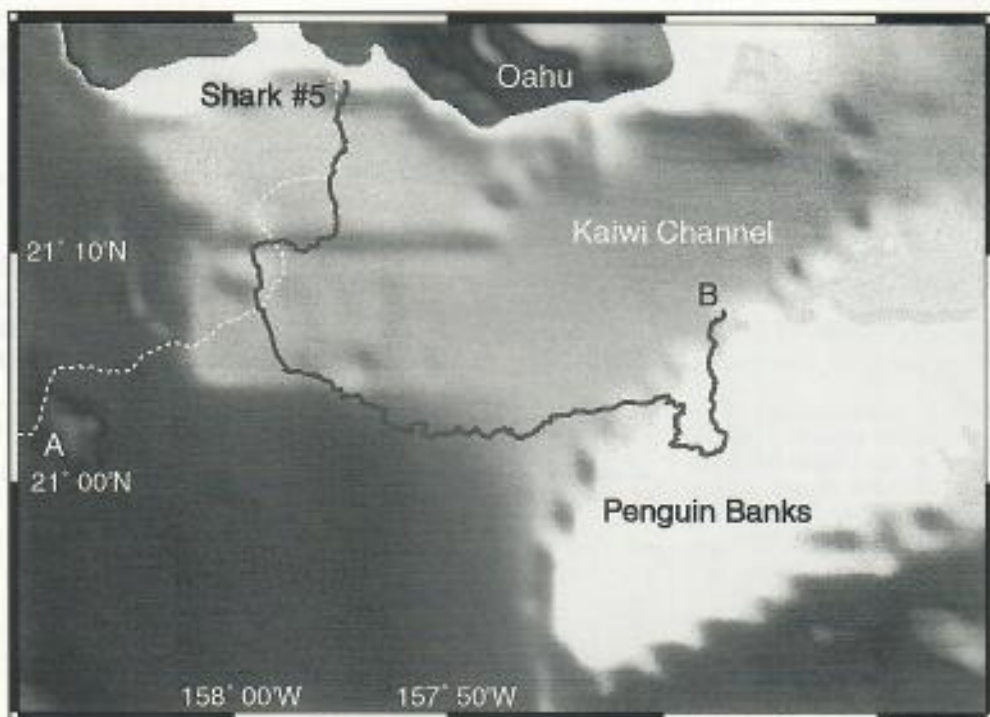 Oahu
Shark #5
Kaiwi Channel
21° 10'N
B
A
21° 00'N
Penguin Banks
158° 00'W
157° 50'W